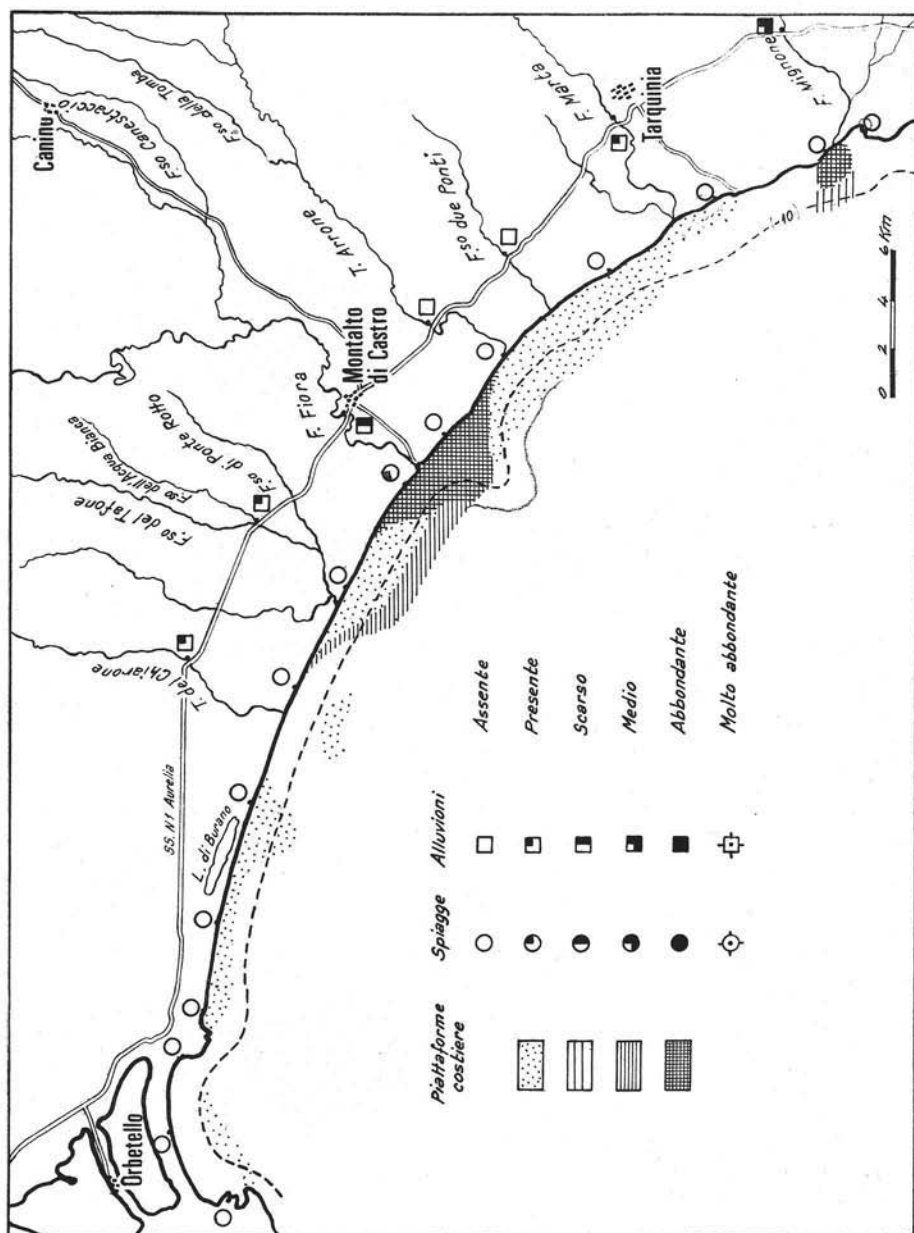 Orbetello
SS. N1 Aurelia
L. di Burano
T. del Chiarone
F.so del Tafone
F.so dell'Acqua Bianca
F.so di Ponte Rotto
F. Fiora
Montalto
di Castro
Caninu
F.so Canestraccio
F.so della Tomba
T. Arrone
F.so due Ponti
F. Marta
Tarquinia
F. Mignone
(-10)
0 2 4 6 Km
Piattaforme
costiere
Spiagge
Alluvioni
Assente
Presente
Scarso
Medio
Abbondante
Molto abbondante